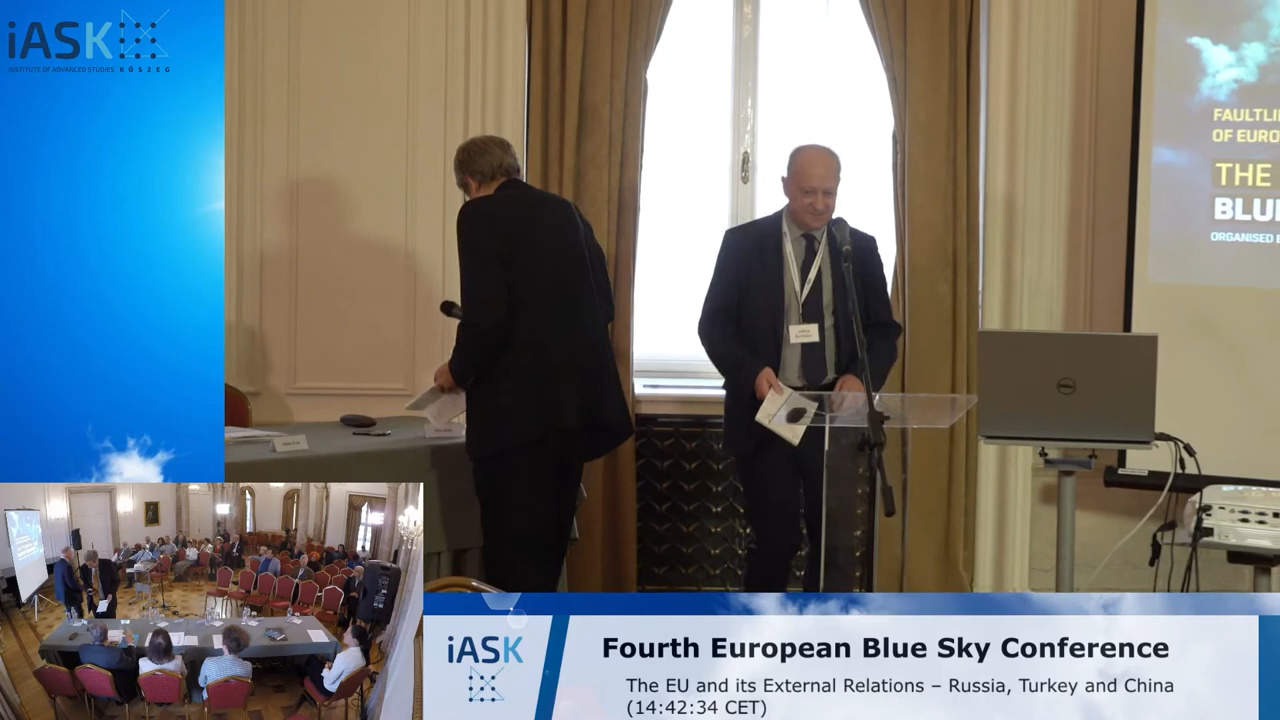 iASK
INSTITUTE OF ADVANCED STUDIES KŐSZEG
FAULTLI
OF EURO
THE
BLU
ORGANISED
DELL
iASK
Fourth European Blue Sky Conference
The EU and its External Relations – Russia, Turkey and China
(14:42:34 CET)